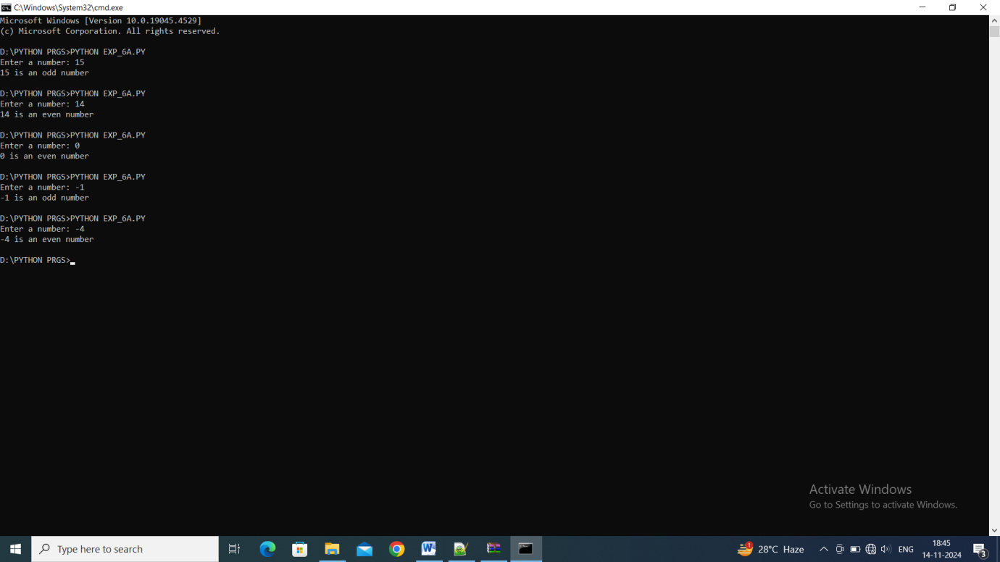 C:\Windows\System32\cmd.exe
Microsoft Windows [Version 10.0.19045.4529]
(c) Microsoft Corporation. All rights reserved.
D:\PYTHON PRGS>PYTHON EXP_6A.PY
Enter a number: 15
15 is an odd number
D:\PYTHON PRGS>PYTHON EXP_6A.PY
Enter a number: 14
14 is an even number
D:\PYTHON PRGS>PYTHON EXP_6A.PY
Enter a number: 0
0 is an even number
D:\PYTHON PRGS>PYTHON EXP_6A.PY
Enter a number: -1
-1 is an odd number
D:\PYTHON PRGS>PYTHON EXP_6A.PY
Enter a number: -4
-4 is an even number
D:\PYTHON PRGS>
Activate Windows
Go to Settings to activate Windows.
Type here to search
1
28°C Haze
ENG
18:45
14-11-2024
3